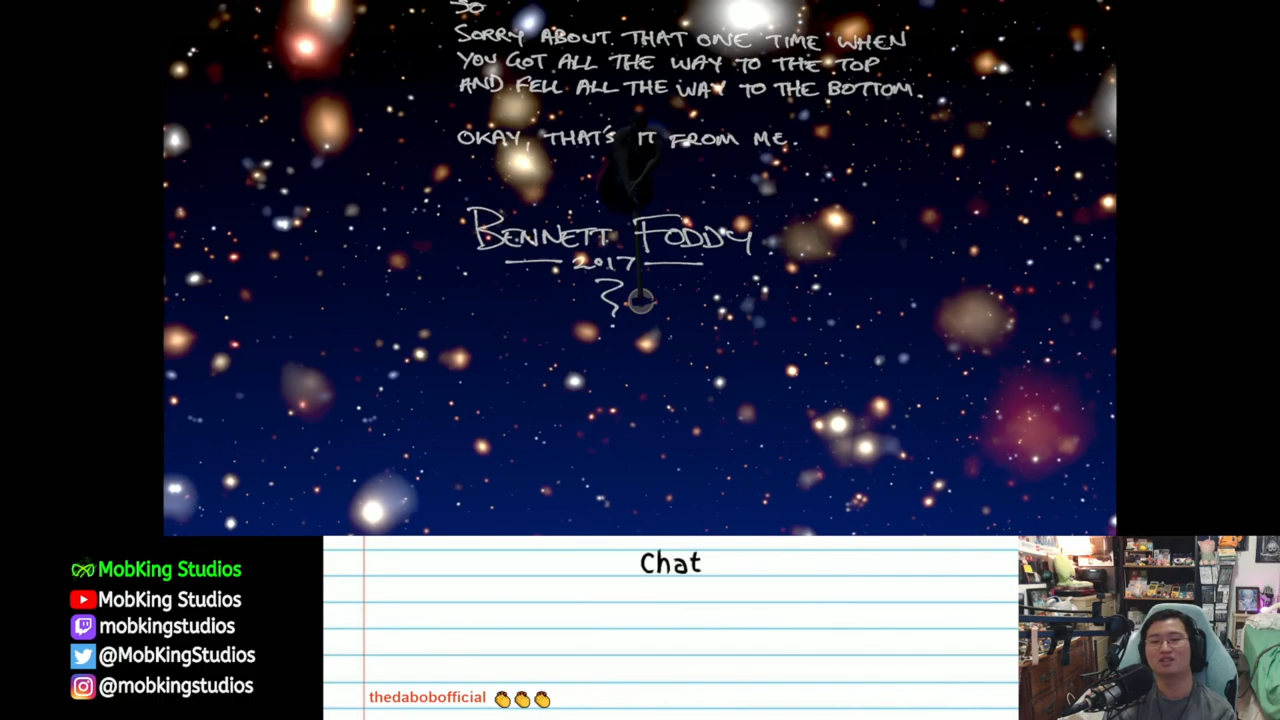 SO
SORRY ABOUT THAT ONE TIME WHEN
YOU GOT ALL THE WAY TO THE TOP
AND FELL ALL THE WAY TO THE BOTTOM.
OKAY, THAT'S IT FROM ME.
BENNETT FODDY
2017
MobKing Studios
MobKing Studios
mobkingstudios
@MobKingStudios
@mobkingstudios
Chat
thedabobofficial 👏👏👏